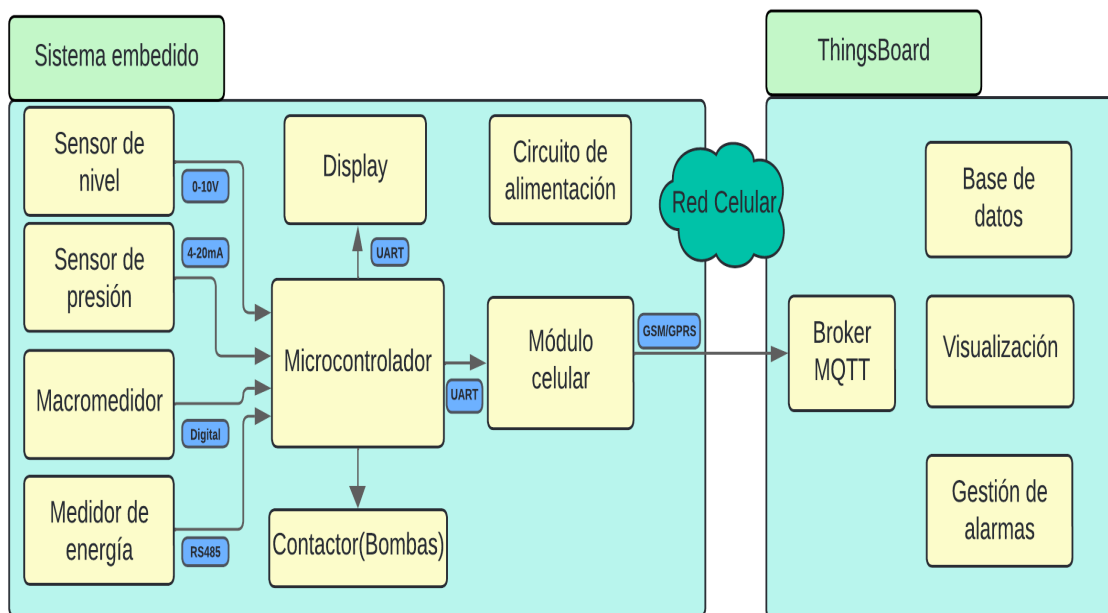 Sistema embedido
ThingsBoard
Sensor de
nivel
0-10V
Sensor de
presión
4-20mA
Macromedidor
Digital
Medidor de
energía
RS485
Display
UART
Microcontrolador
UART
Contactor(Bombas)
Circuito de
alimentación
Módulo
celular
GSM/GPRS
Red Celular
Broker
MQTT
Base de
datos
Visualización
Gestión de
alarmas